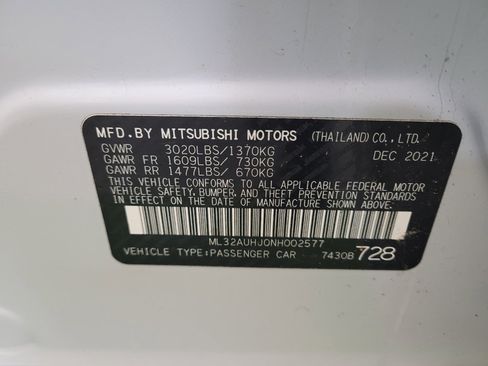 MFD.BY MITSUBISHI MOTORS (THAILAND) CO., LTD.
GVWR 3020LBS/1370KG DEC 2021
GAWR FR 1609LBS/ 730KG
GAWR RR 1477LBS/ 670KG
THIS VEHICLE CONFORMS TO ALL APPLICABLE FEDERAL MOTOR
VEHICLE SAFETY, BUMPER, AND THEFT PREVENTION STANDARDS
IN EFFECT ON THE DATE OF MANUFACTURE SHOWN ABOVE.
ML32AUHJ0NH002577
VEHICLE TYPE:PASSENGER CAR 7430B 728